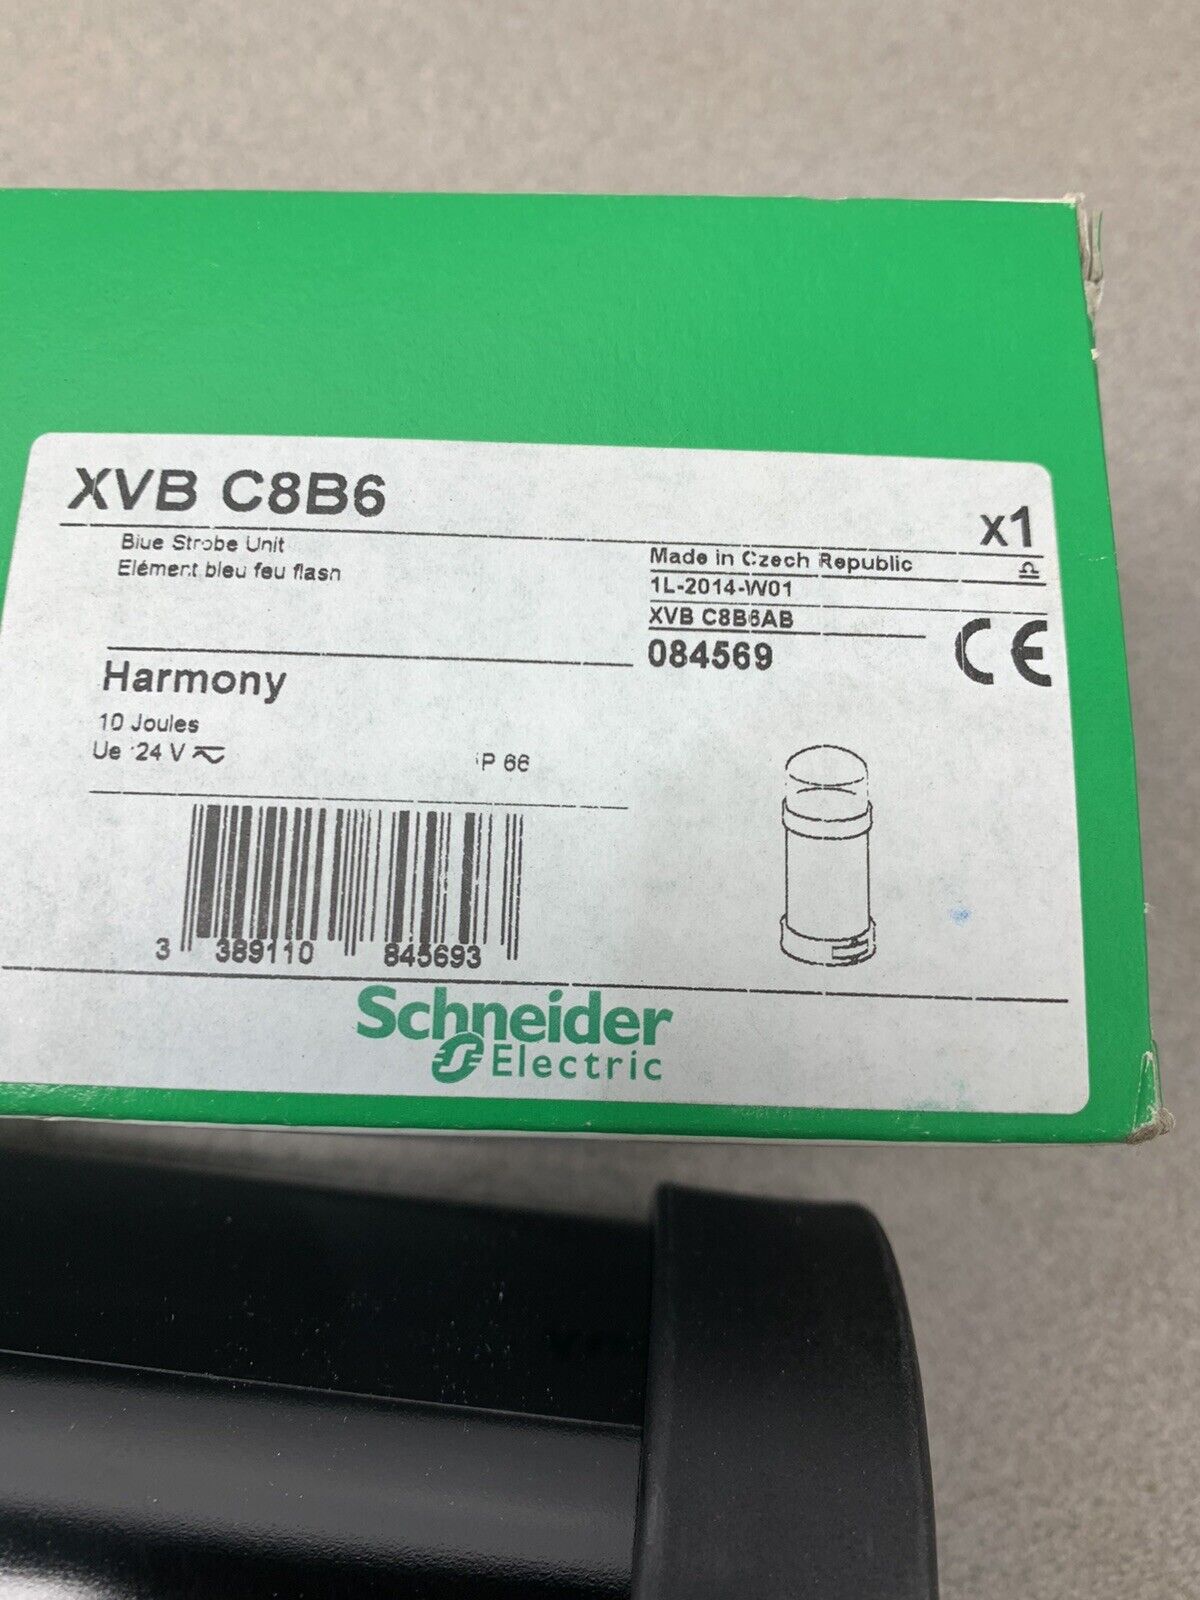 XVB C8B6
x1
Blue Strobe Unit
Elément bleu feu flash
Made in Czech Republic
1L-2014-W01
XVB C8B6AB
084569
CE
Harmony
10 Joules
Ue 24 V
IP 66
3 389110 845693
Schneider
Electric